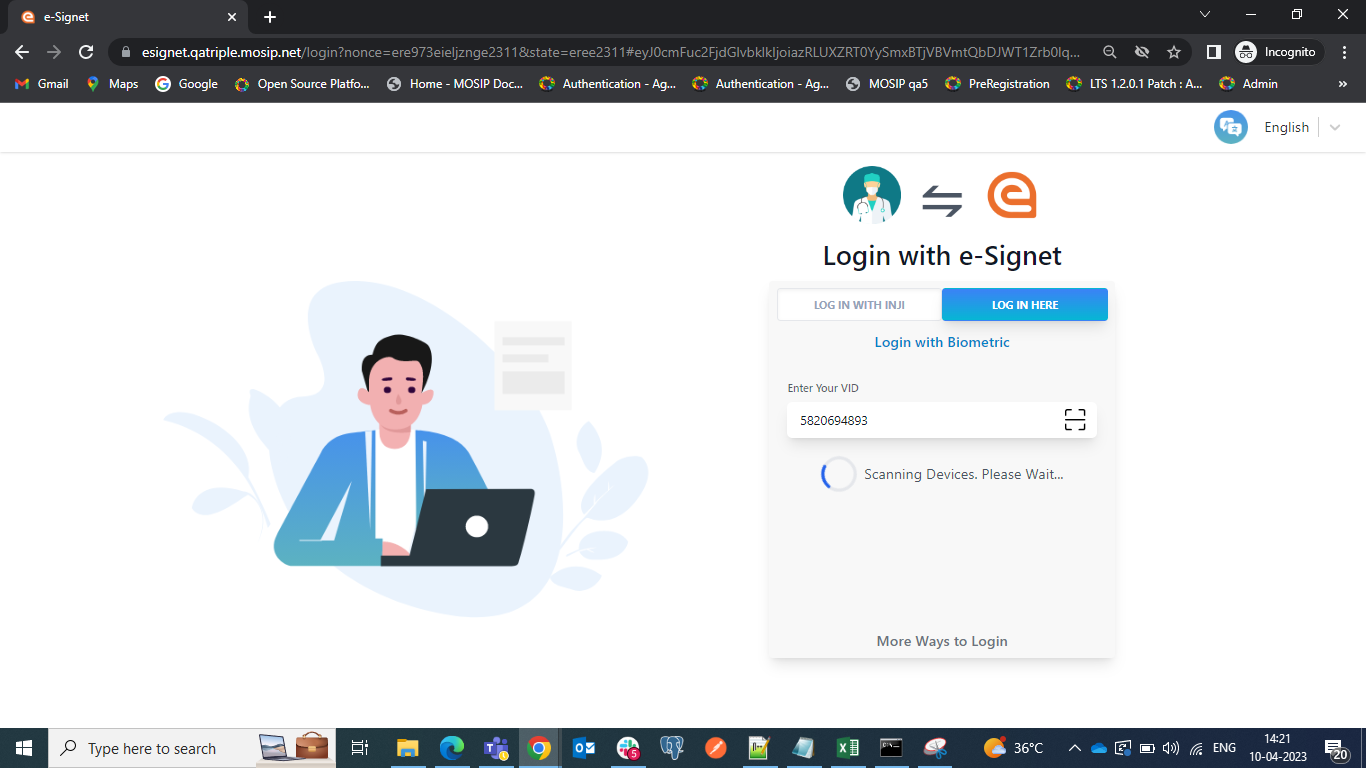 e-Signet
esignet.qatriple.mosip.net/login?nonce=ere973eieljznge2311&state=eree2311#eyJ0cmFuc2FjdGlvbklkIjoiazRLUXZRT0YySmxBTjVBVmtQbDJWT1Zrb0lq...
Incognito
Gmail Maps Google Open Source Platfo... Home - MOSIP Doc... Authentication - Ag... Authentication - Ag... MOSIP qa5 PreRegistration LTS 1.2.0.1 Patch : A... Admin »
English
Login with e-Signet
LOG IN WITH INJI LOG IN HERE
Login with Biometric
Enter Your VID
5820694893
Scanning Devices. Please Wait...
More Ways to Login
Type here to search
5
36°C
ENG
14:21
10-04-2023
20